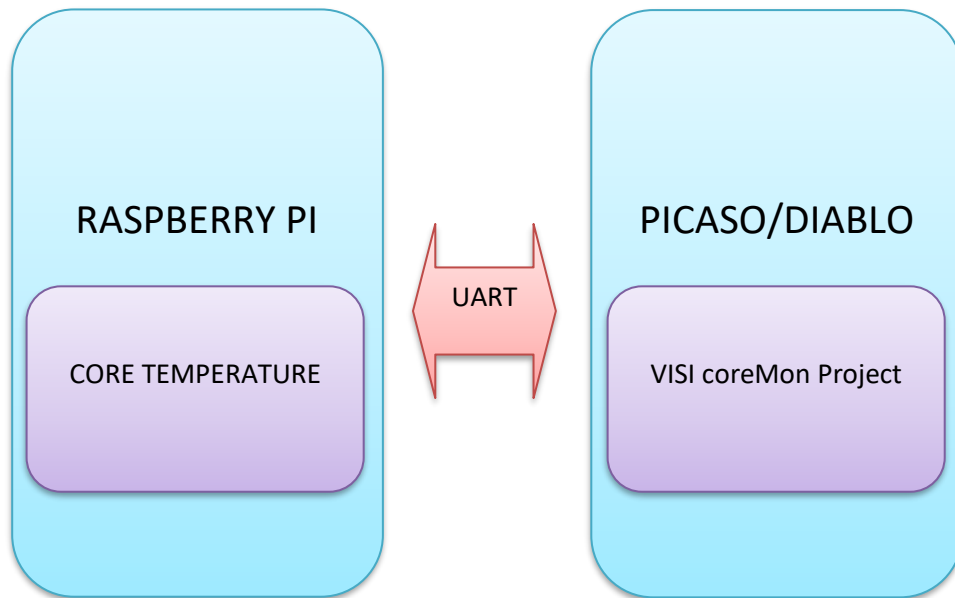 RASPBERRY PI
CORE TEMPERATURE
UART
PICASO/DIABLO
VISI coreMon Project